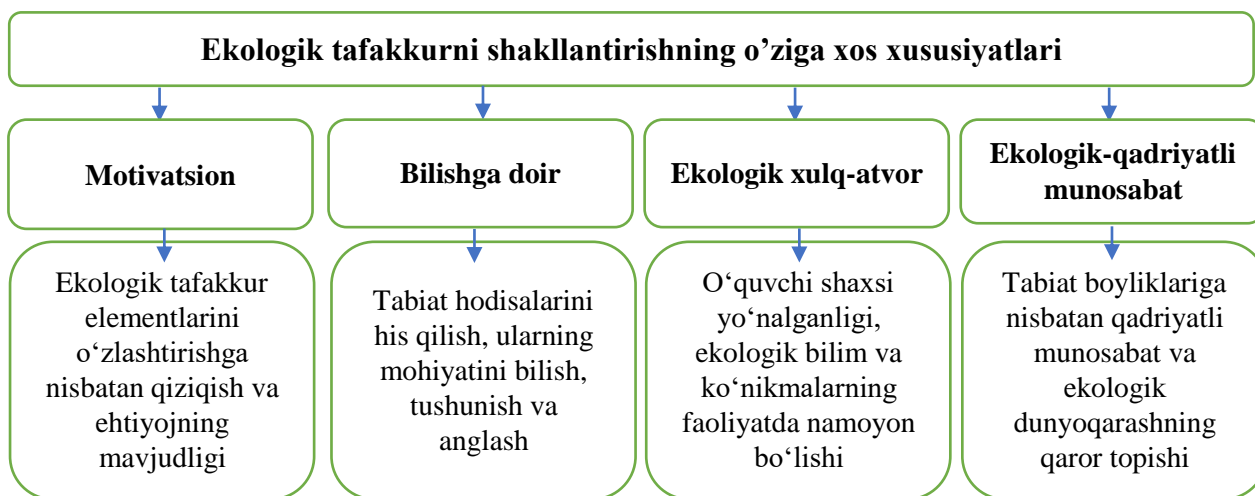 Ekologik tafakkurni shakllantirishning o’ziga xos xususiyatlari
Motivatsion
Bilishga doir
Ekologik xulq-atvor
Ekologik-qadriyatli
munosabat
Ekologik tafakkur
elementlarini
o‘zlashtirishga
nisbatan qiziqish va
ehtiyojning
mavjudligi
Tabiat hodisalarini
his qilish, ularning
mohiyatini bilish,
tushunish va
anglash
O‘quvchi shaxsi
yo‘nalganligi,
ekologik bilim va
ko‘nikmalarning
faoliyatda namoyon
bo‘lishi
Tabiat boyliklariga
nisbatan qadriyatli
munosabat va
ekologik
dunyoqarashning
qaror topishi